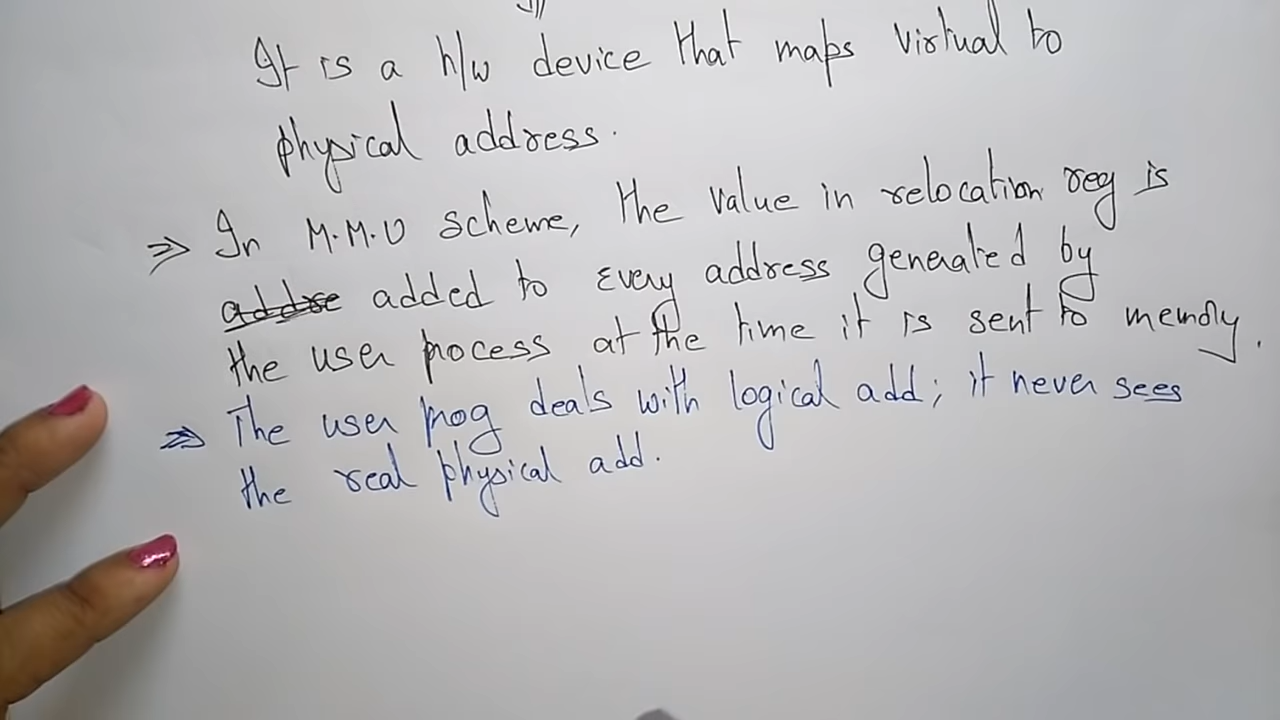 It is a h/w device that maps virtual to
physical address.
⇒ In M.M.U scheme, the value in relocation reg is
added to every address generated by
the user process at the time it is sent to memory.
⇒ The user prog deals with logical add; it never sees
the real physical add.